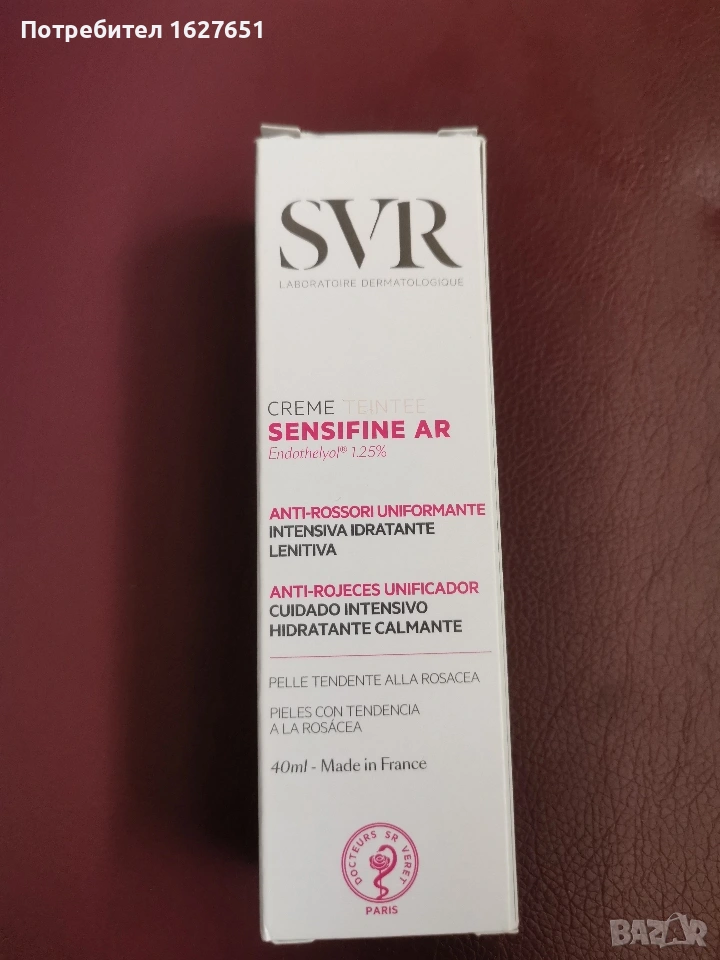 Потребител 1627651
SVR
LABORATOIRE DERMATOLOGIQUE
CREME TEINTEE
SENSIFINE AR
Endothelyol® 1.25%
ANTI-ROSSORI UNIFORMANTE
INTENSIVA IDRATANTE
LENITIVA
ANTI-ROJECES UNIFICADOR
CUIDADO INTENSIVO
HIDRATANTE CALMANTE
PELLE TENDENTE ALLA ROSACEA
PIELES CON TENDENCIA
A LA ROSÁCEA
40ml - Made in France
DOCTEURS SR VERET
PARIS
BAZAR